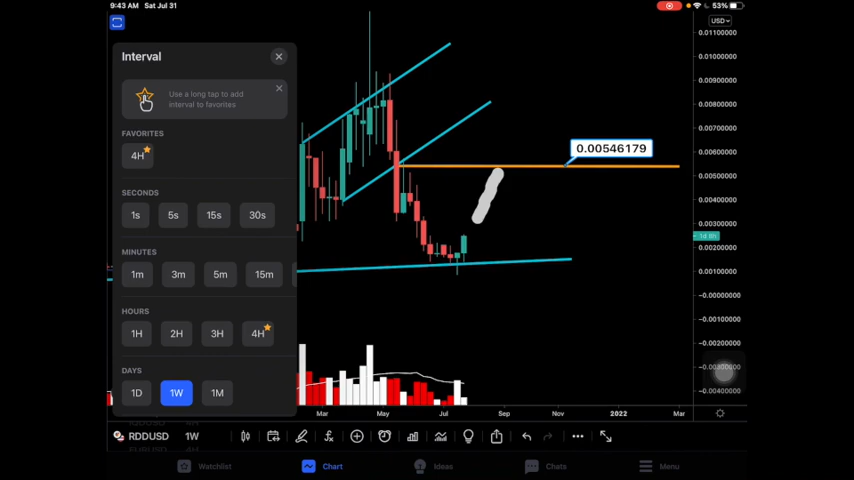 9:43 AM Sat Jul 31
53%
USD
Interval
Use a long tap to add
interval to favorites
FAVORITES
4H
SECONDS
1s 5s 15s 30s
MINUTES
1m 3m 5m 15m
HOURS
1H 2H 3H 4H
DAYS
1D 1W 1M
0.00546179
0.01100000
0.01000000
0.00900000
0.00800000
0.00700000
0.00600000
0.00500000
0.00400000
0.00300000
1d 8h
0.00200000
0.00100000
−0.00000000
−0.00100000
−0.00200000
−0.00300000
−0.00400000
Mar May Jul Sep Nov 2022 Mar
RDDUSD 1W
Watchlist Chart Ideas Chats Menu